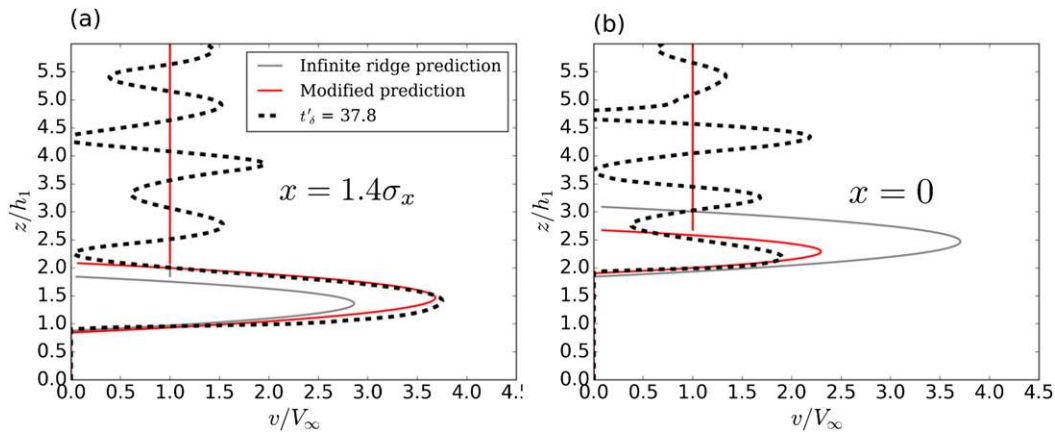 (a)
(b)
Infinite ridge prediction
Modified prediction
t'δ = 37.8
x = 1.4σx
x = 0
z/h1
5.5
5.0
4.5
4.0
3.5
3.0
2.5
2.0
1.5
1.0
0.5
0.0
0.0 0.5 1.0 1.5 2.0 2.5 3.0 3.5 4.0 4.5
v/V∞
z/h1
5.5
5.0
4.5
4.0
3.5
3.0
2.5
2.0
1.5
1.0
0.5
0.0
0.0 0.5 1.0 1.5 2.0 2.5 3.0 3.5 4.0 4.5
v/V∞